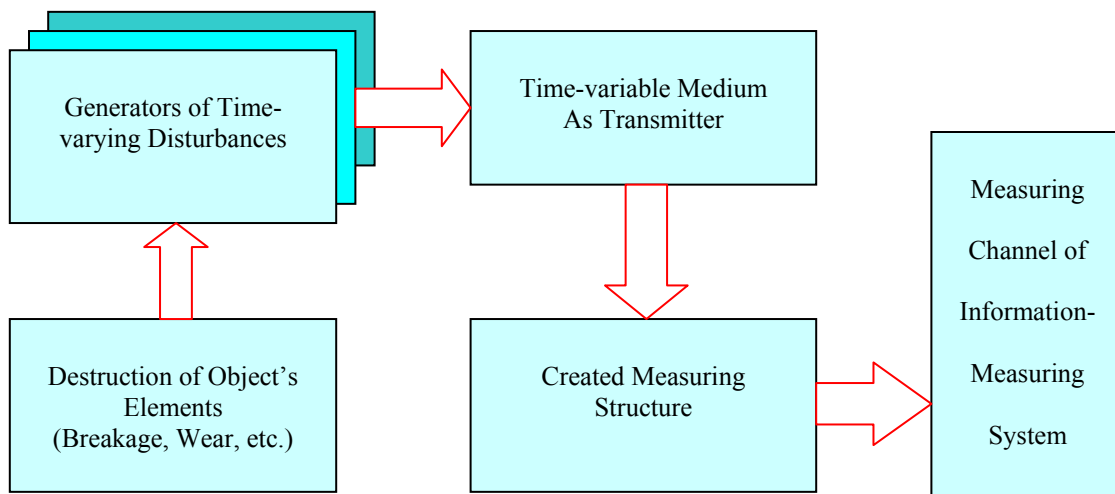 Generators of Time-
varying Disturbances
Time-variable Medium
As Transmitter
Destruction of Object’s
Elements
(Breakage, Wear, etc.)
Created Measuring
Structure
Measuring
Channel of
Information-
Measuring
System